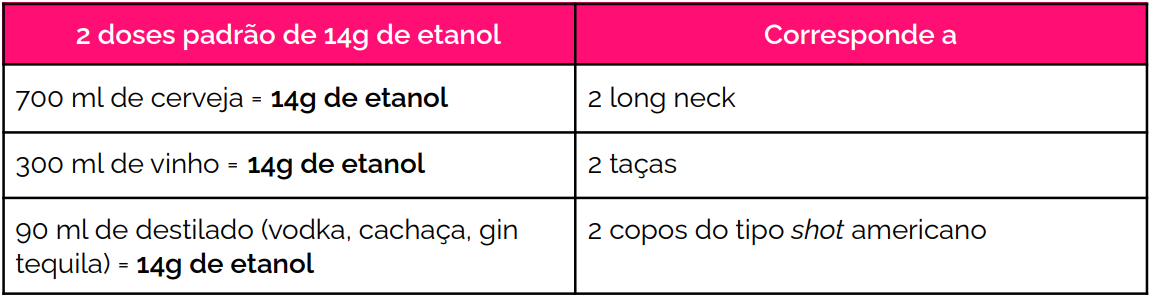 2 doses padrão de 14g de etanol
Corresponde a
700 ml de cerveja = 14g de etanol
2 long neck
300 ml de vinho = 14g de etanol
2 taças
90 ml de destilado (vodka, cachaça, gin
tequila) = 14g de etanol
2 copos do tipo shot americano